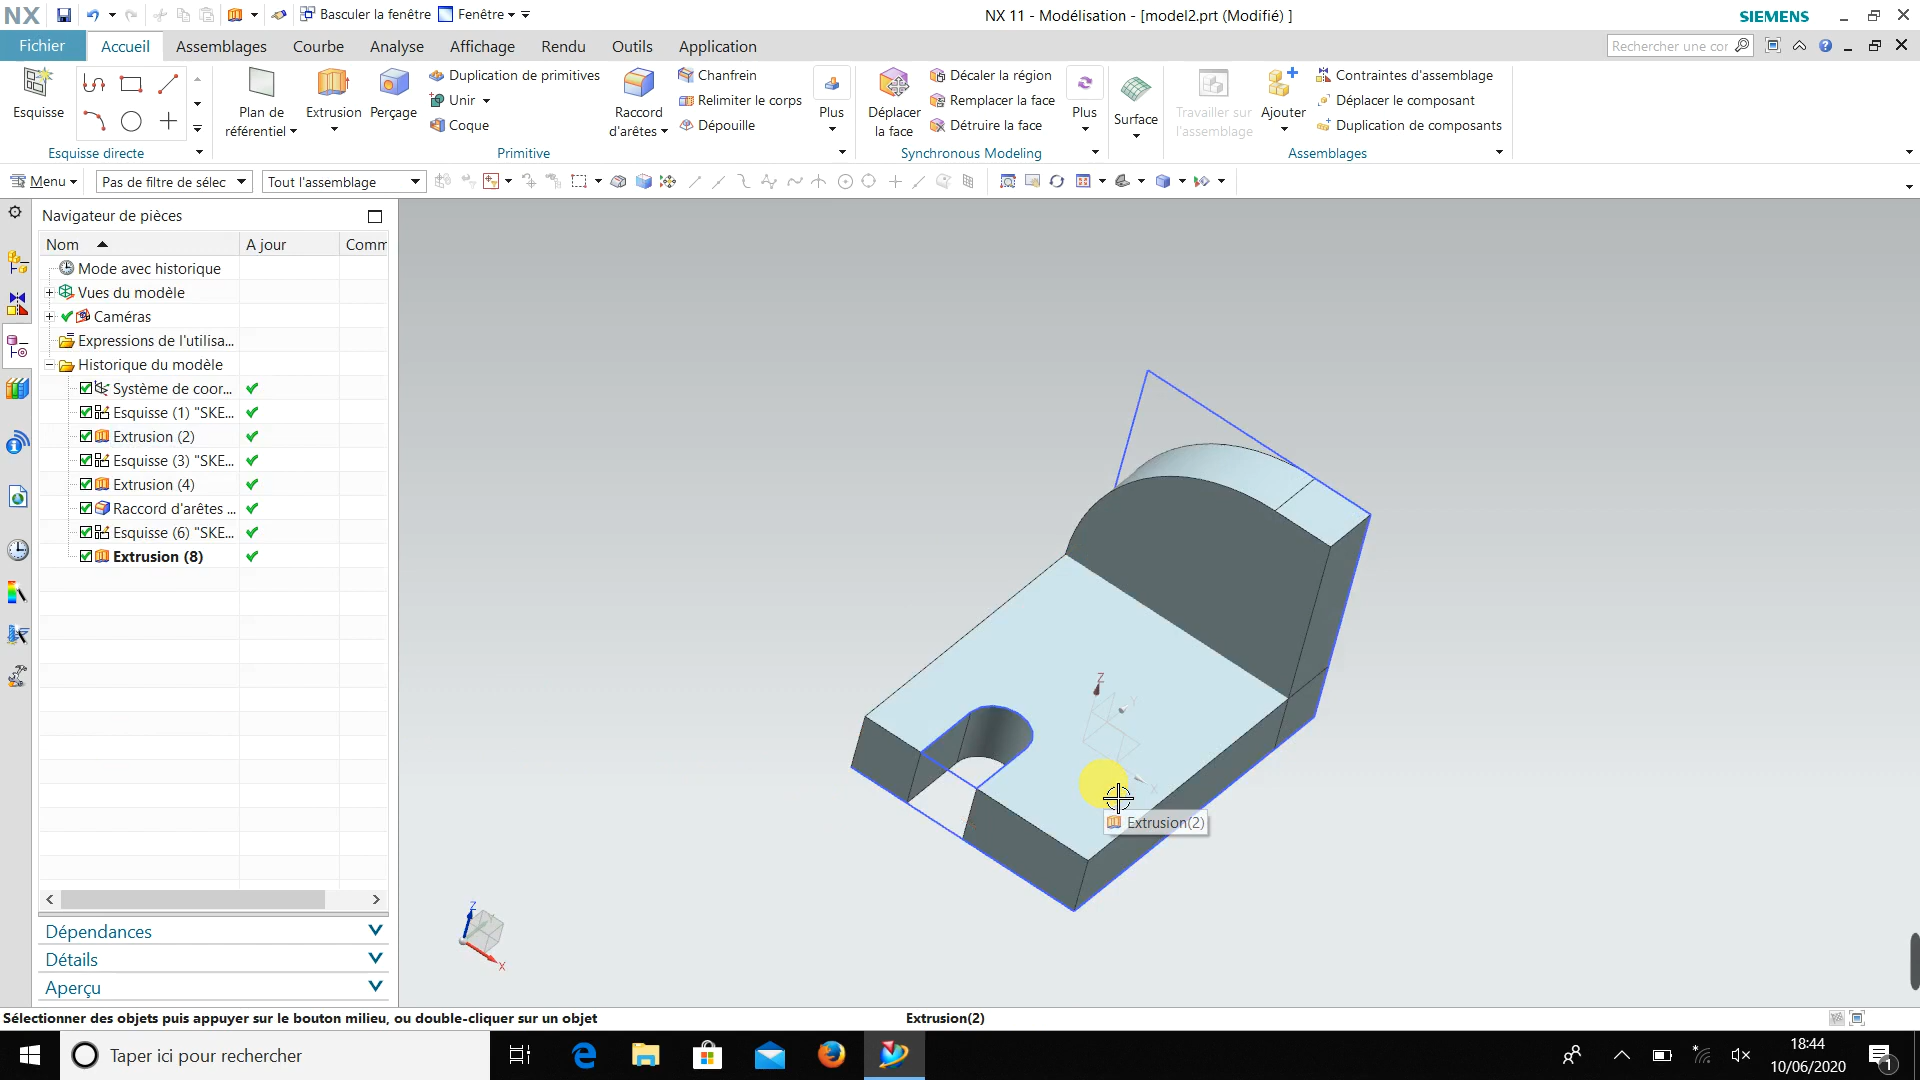 NX Basculer la fenêtre Fenêtre NX 11 - Modélisation - [model2.prt (Modifié) ] SIEMENS
Fichier Accueil Assemblages Courbe Analyse Affichage Rendu Outils Application Rechercher une cor
Esquisse
Esquisse directe
Plan de référentiel
Extrusion
Perçage
Duplication de primitives
Unir
Coque
Raccord d'arêtes
Chanfrein
Relimiter le corps
Dépouille
Plus
Primitive
Déplacer la face
Décaler la région
Remplacer la face
Détruire la face
Plus
Synchronous Modeling
Surface
Travailler sur l'assemblage
Ajouter
Contraintes d'assemblage
Déplacer le composant
Duplication de composants
Assemblages
Menu Pas de filtre de sélec Tout l'assemblage
Navigateur de pièces
Nom A jour Comm
Mode avec historique
Vues du modèle
Caméras
Expressions de l'utilisa...
Historique du modèle
Système de coor...
Esquisse (1) "SKE...
Extrusion (2)
Esquisse (3) "SKE...
Extrusion (4)
Raccord d'arêtes ...
Esquisse (6) "SKE...
Extrusion (8)
Dépendances
Détails
Aperçu
Z
Y
X
Extrusion(2)
Z
X
Sélectionner des objets puis appuyer sur le bouton milieu, ou double-cliquer sur un objet Extrusion(2)
Taper ici pour rechercher
18:44
10/06/2020
1